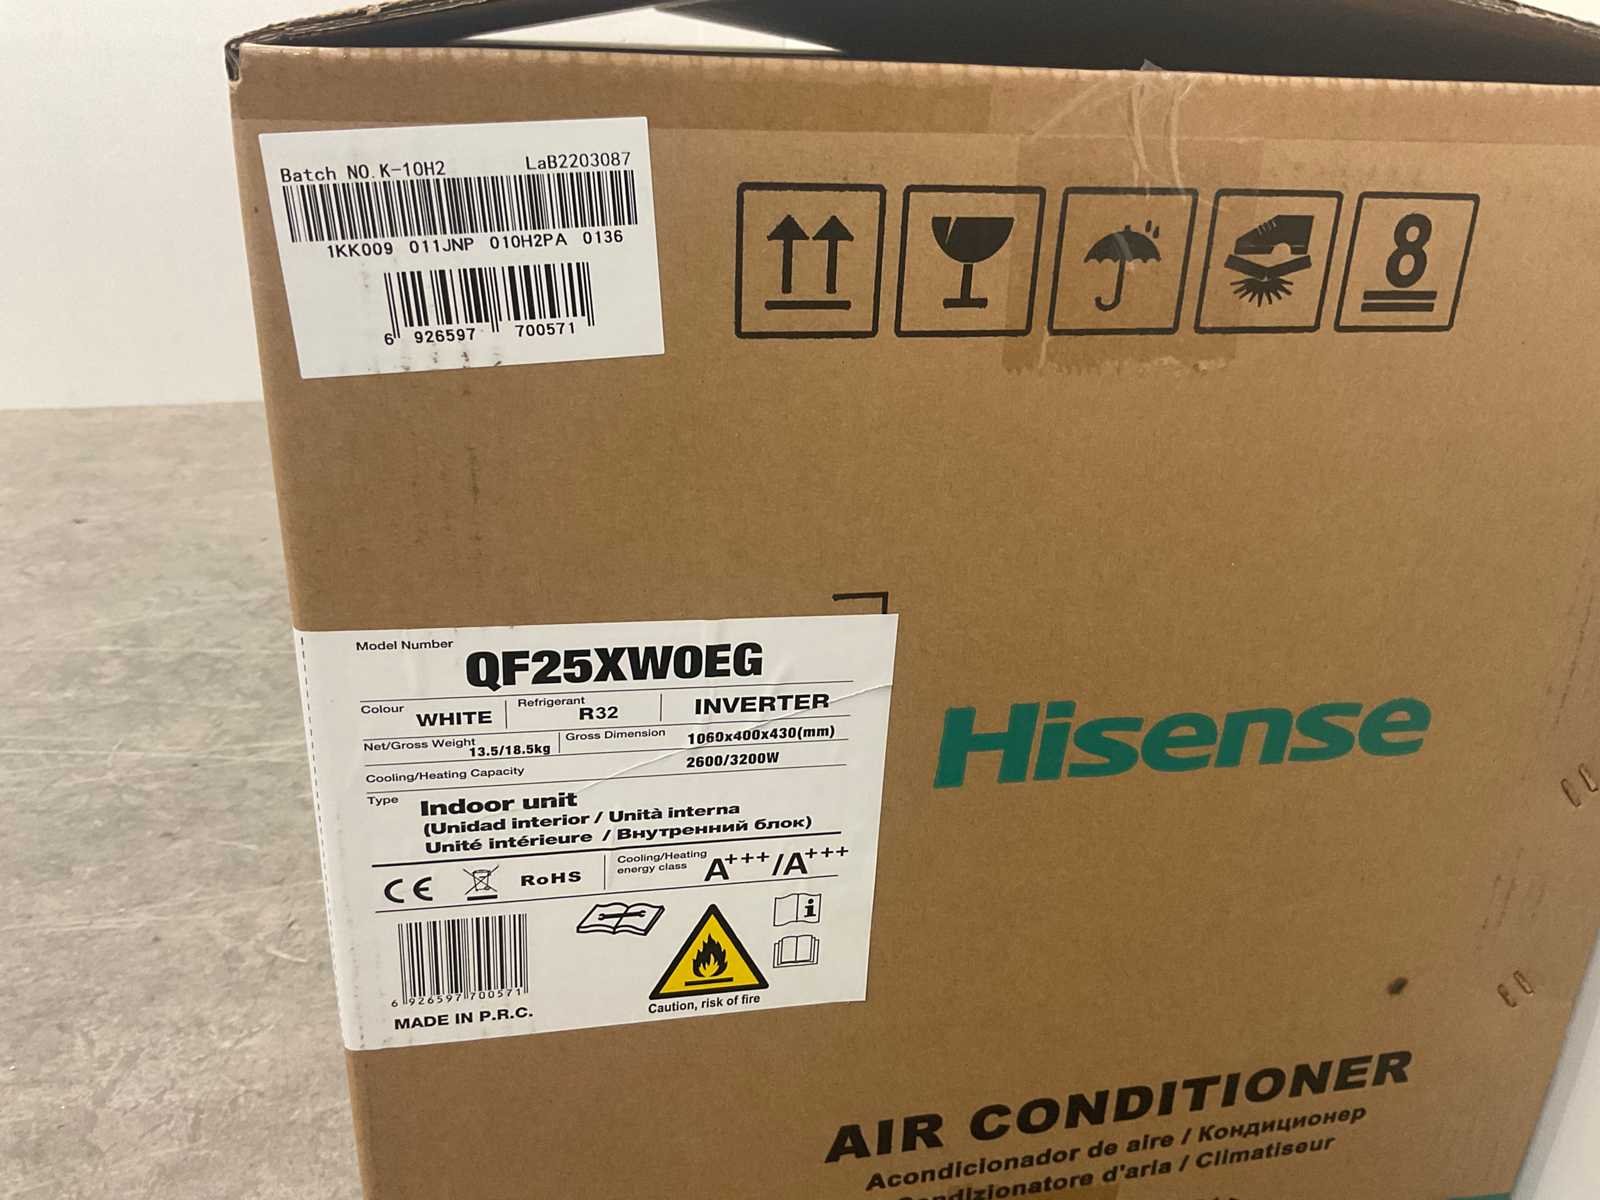 Batch NO.K-10H2 LaB2203087
1KK009 011JNP 010H2PA 0136
6 926597 700571
8
Model Number QF25XW0EG
Colour WHITE Refrigerant R32 INVERTER
Net/Gross Weight 13.5/18.5kg Gross Dimension 1060x400x430(mm)
Cooling/Heating Capacity 2600/3200W
Type Indoor unit
(Unidad interior / Unità interna
Unité intérieure / Внутренний блок)
CE RoHS Cooling/Heating energy class A+++/A+++
i
6 926597 700571
MADE IN P.R.C.
Caution, risk of fire
Hisense
AIR CONDITIONER
Acondicionador de aire / Кондиционер
Condizionatore d'aria / Climatiseur